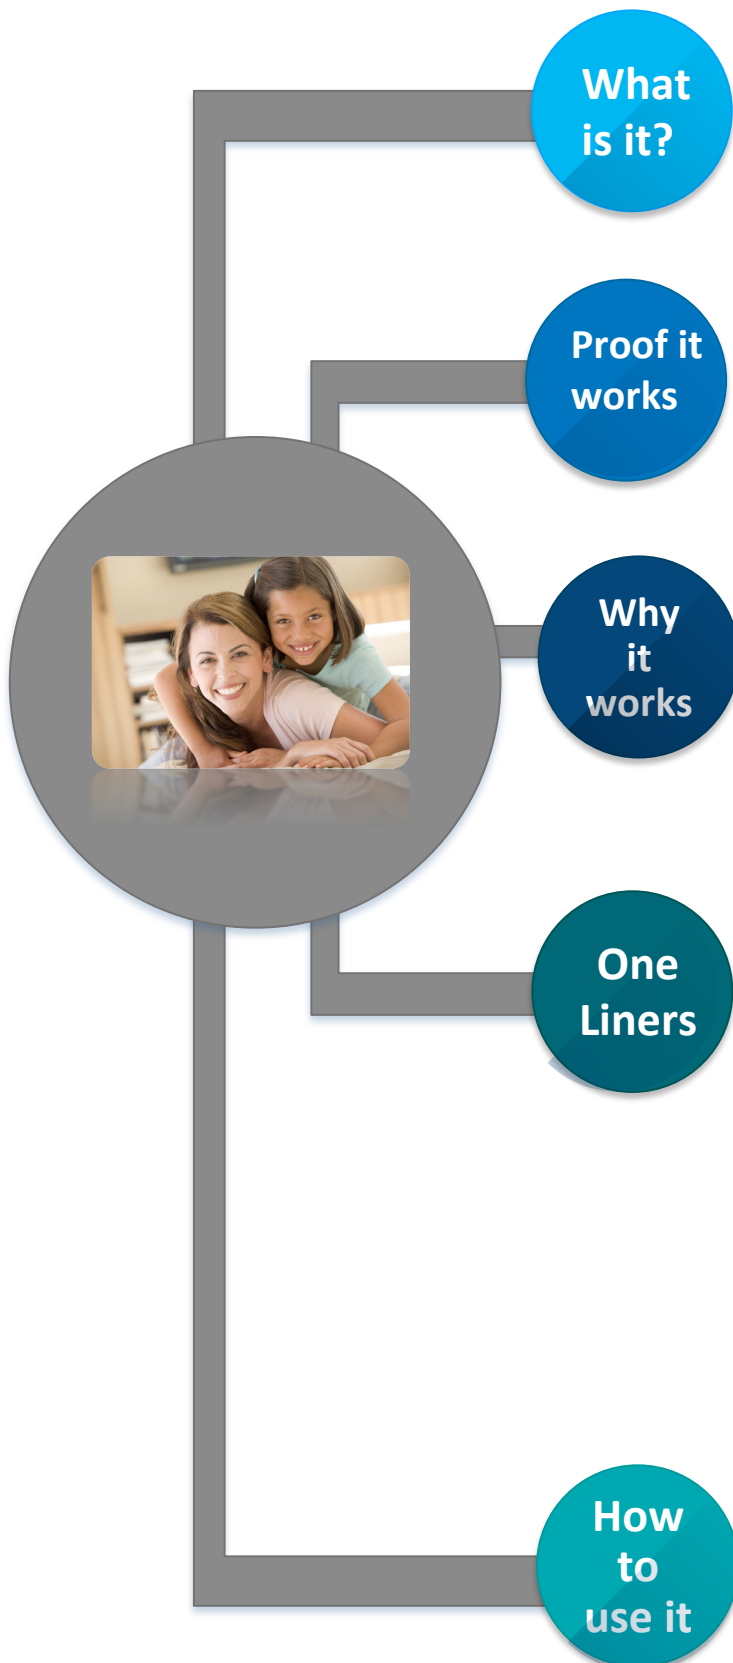 What
is it?
Proof it
works
Why
it
works
One
Liners
How
to
use it